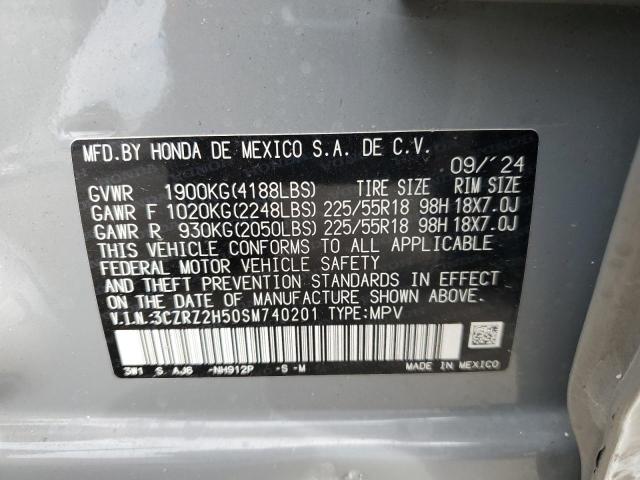 MFD.BY HONDA DE MEXICO S.A. DE C.V. 09/'24
GVWR 1900KG(4188LBS) TIRE SIZE RIM SIZE
GAWR F 1020KG(2248LBS) 225/55R18 98H 18X7.0J
GAWR R 930KG(2050LBS) 225/55R18 98H 18X7.0J
THIS VEHICLE CONFORMS TO ALL APPLICABLE
FEDERAL MOTOR VEHICLE SAFETY
AND THEFT PREVENTION STANDARDS IN EFFECT
ON THE DATE OF MANUFACTURE SHOWN ABOVE.
V.I.N.:3CZRZ2H50SM740201 TYPE:MPV
3W1 S AJ6 -NH912P -S -M MADE IN MEXICO